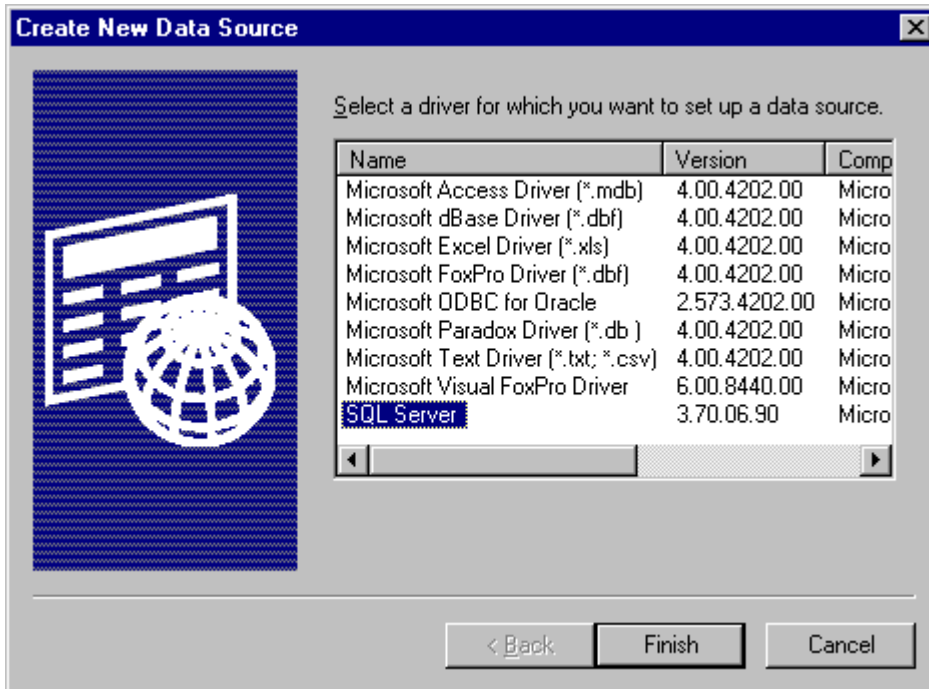 Create New Data Source
Select a driver for which you want to set up a data source.
Name Version Comp
Microsoft Access Driver (*.mdb) 4.00.4202.00 Micro
Microsoft dBase Driver (*.dbf) 4.00.4202.00 Micro
Microsoft Excel Driver (*.xls) 4.00.4202.00 Micro
Microsoft FoxPro Driver (*.dbf) 4.00.4202.00 Micro
Microsoft ODBC for Oracle 2.573.4202.00 Micro
Microsoft Paradox Driver (*.db ) 4.00.4202.00 Micro
Microsoft Text Driver (*.txt; *.csv) 4.00.4202.00 Micro
Microsoft Visual FoxPro Driver 6.00.8440.00 Micro
SQL Server 3.70.06.90 Micro
< Back Finish Cancel